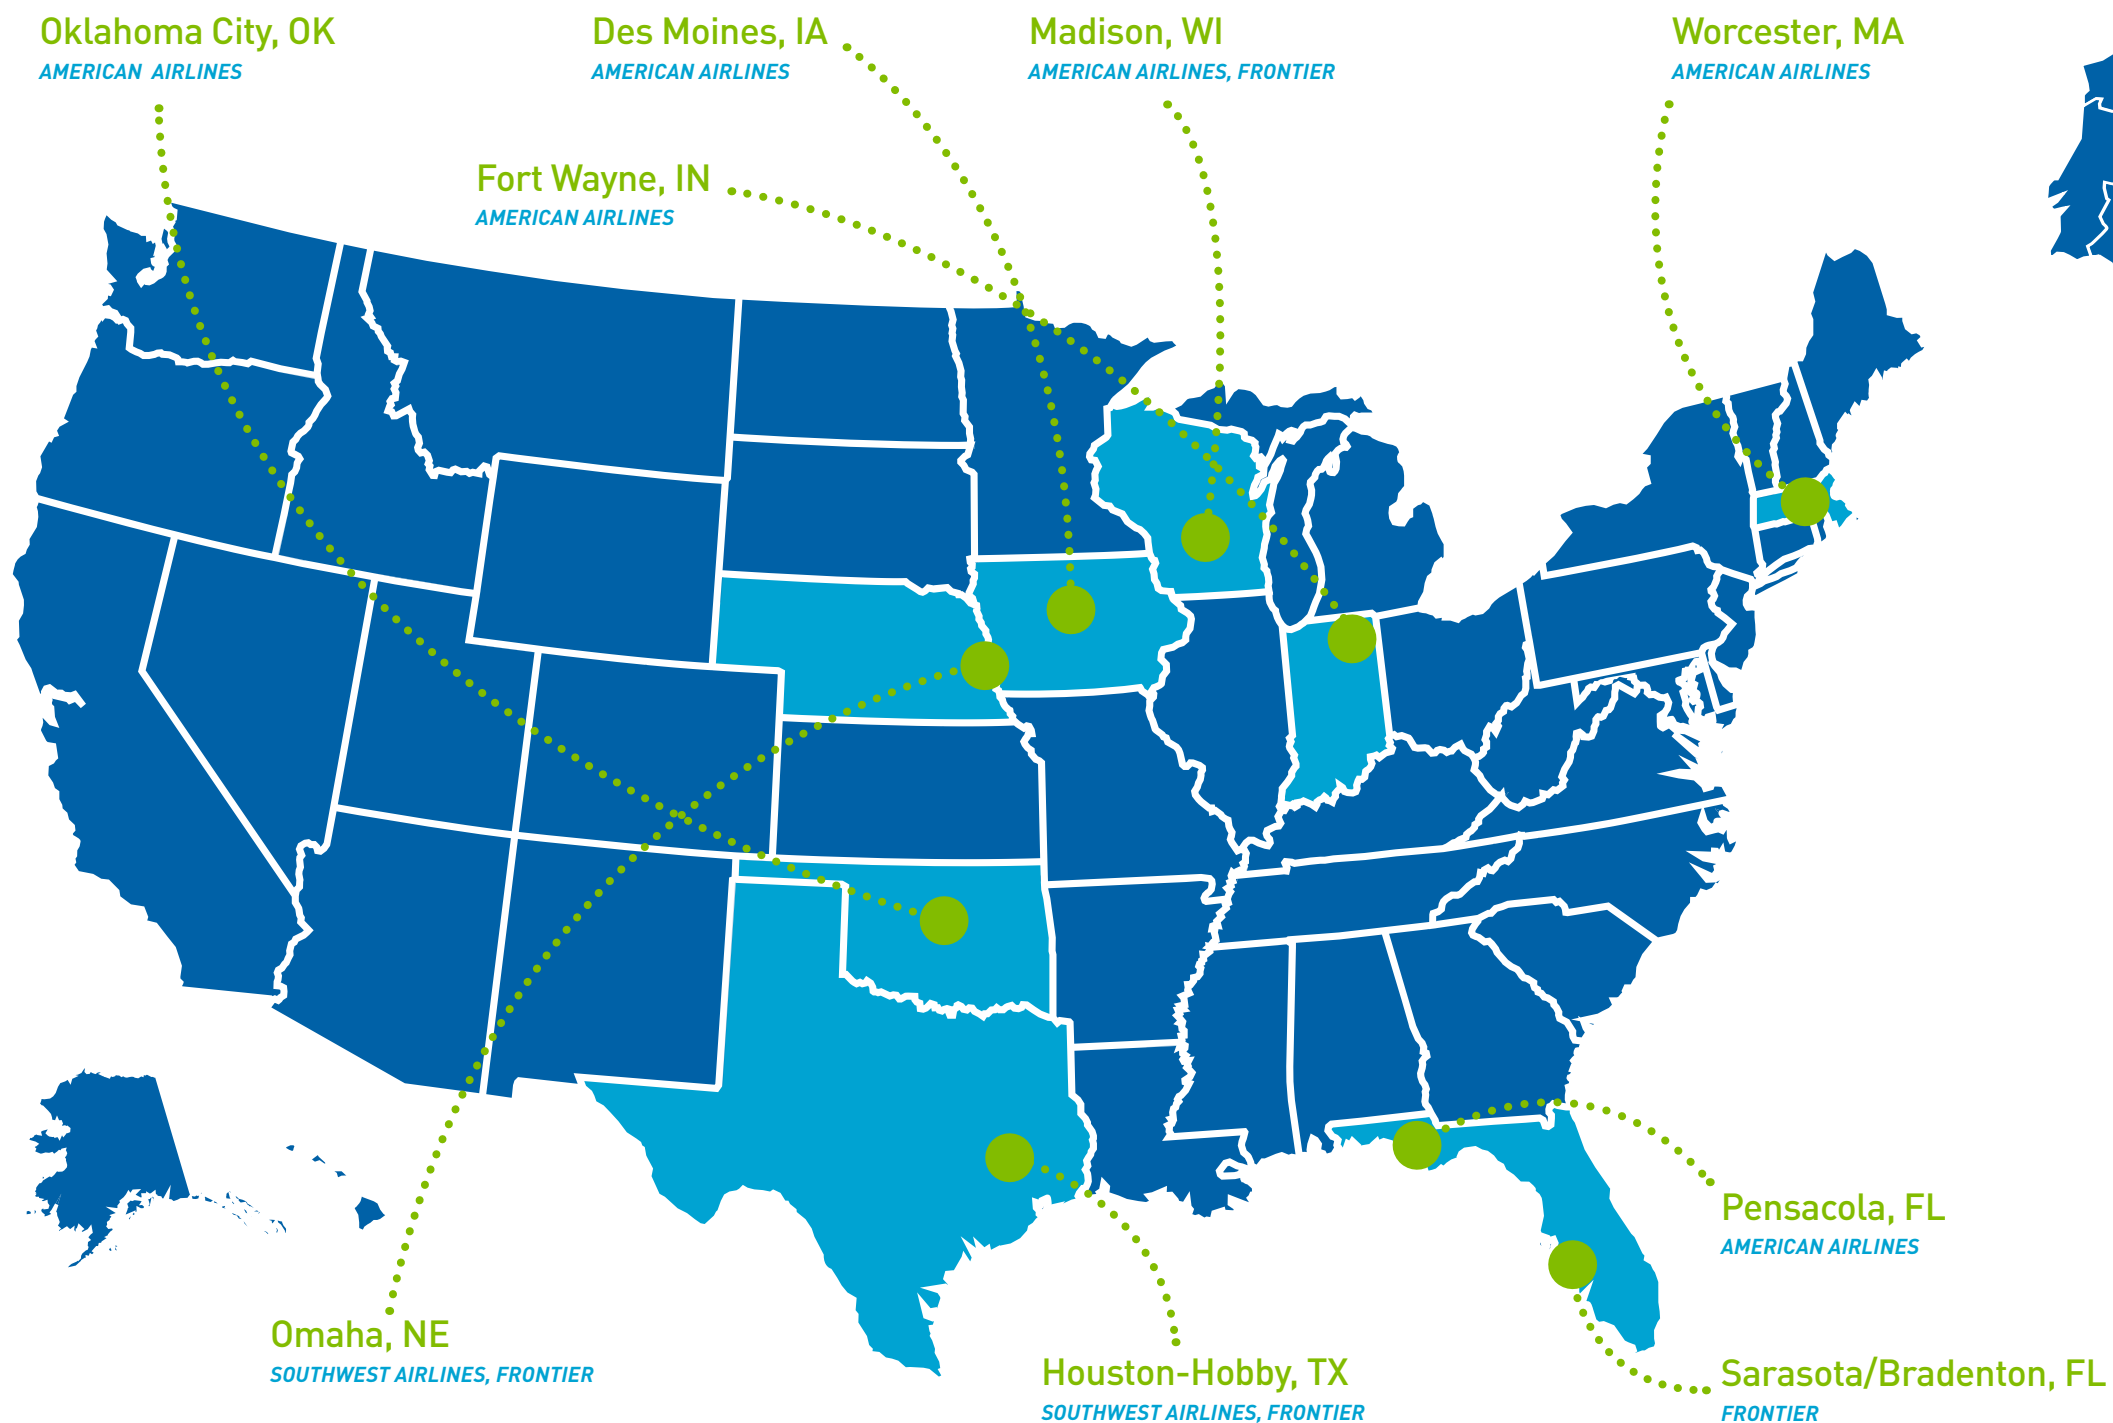 Oklahoma City, OK
AMERICAN AIRLINES
Des Moines, IA
AMERICAN AIRLINES
Madison, WI
AMERICAN AIRLINES, FRONTIER
Worcester, MA
AMERICAN AIRLINES
Fort Wayne, IN
AMERICAN AIRLINES
Pensacola, FL
AMERICAN AIRLINES
Omaha, NE
SOUTHWEST AIRLINES, FRONTIER
Houston-Hobby, TX
SOUTHWEST AIRLINES, FRONTIER
Sarasota/Bradenton, FL
FRONTIER